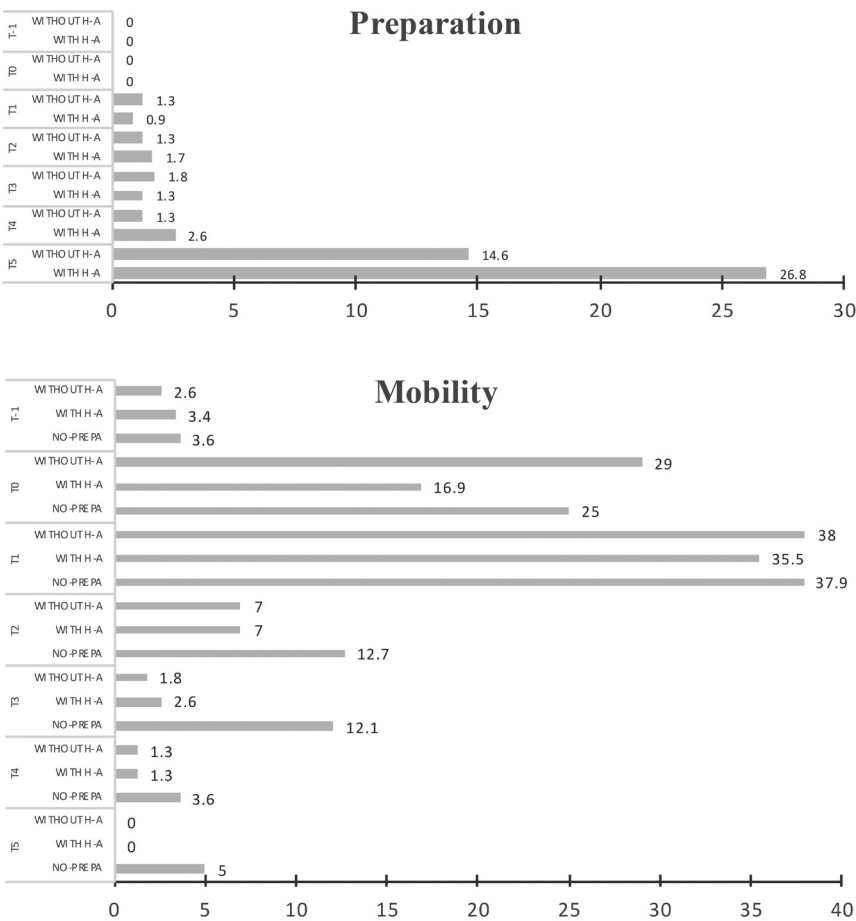 Preparation
T-1 WITHOUT H-A 0
WITH H-A 0
T0 WITHOUT H-A 0
WITH H-A 0
T1 WITHOUT H-A 1.3
WITH H-A 0.9
T2 WITHOUT H-A 1.3
WITH H-A 1.7
T3 WITHOUT H-A 1.8
WITH H-A 1.3
T4 WITHOUT H-A 1.3
WITH H-A 2.6
T5 WITHOUT H-A 14.6
WITH H-A 26.8
0 5 10 15 20 25 30
Mobility
T-1 WITHOUT H-A 2.6
WITH H-A 3.4
NO-PREPA 3.6
T0 WITHOUT H-A 29
WITH H-A 16.9
NO-PREPA 25
T1 WITHOUT H-A 38
WITH H-A 35.5
NO-PREPA 37.9
T2 WITHOUT H-A 7
WITH H-A 7
NO-PREPA 12.7
T3 WITHOUT H-A 1.8
WITH H-A 2.6
NO-PREPA 12.1
T4 WITHOUT H-A 1.3
WITH H-A 1.3
NO-PREPA 3.6
T5 WITHOUT H-A 0
WITH H-A 0
NO-PREPA 5
0 5 10 15 20 25 30 35 40